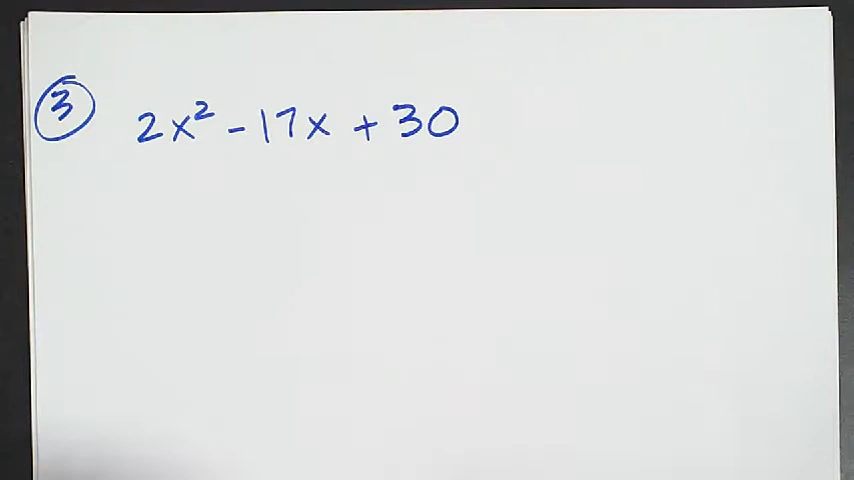 ③ 2x² - 17x + 30